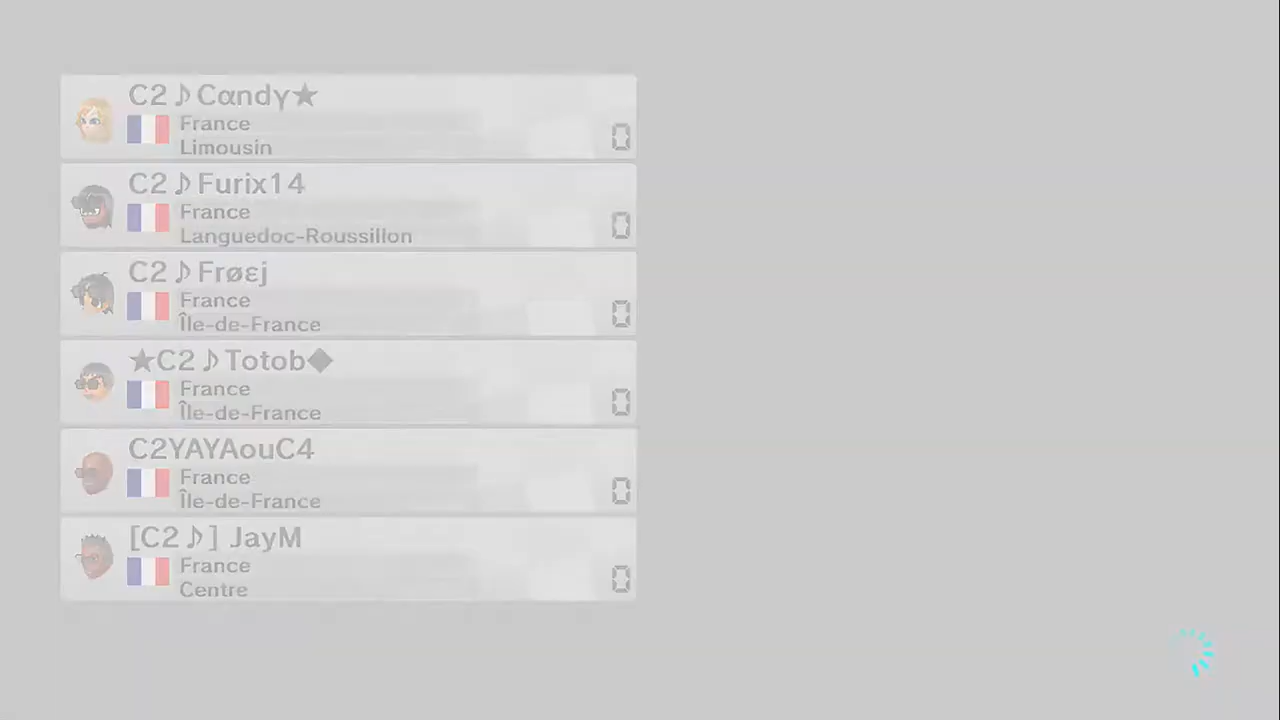 C2♪Cαndγ★
France
Limousin
0
C2♪Furix14
France
Languedoc-Roussillon
0
C2♪Frøεj
France
Île-de-France
0
★C2♪Totob◆
France
Île-de-France
0
C2YAYAouC4
France
Île-de-France
0
[C2♪] JayM
France
Centre
0